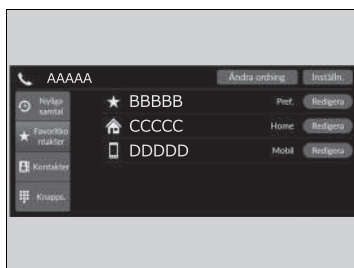 AAAAA
Ändra ordning
Inställn.
Nyliga
samtal
BBBBB
Pref.
Redigera
Favoritko
ntakter
CCCCC
Home
Redigera
DDDDD
Mobil
Redigera
Kontakter
Knapps.